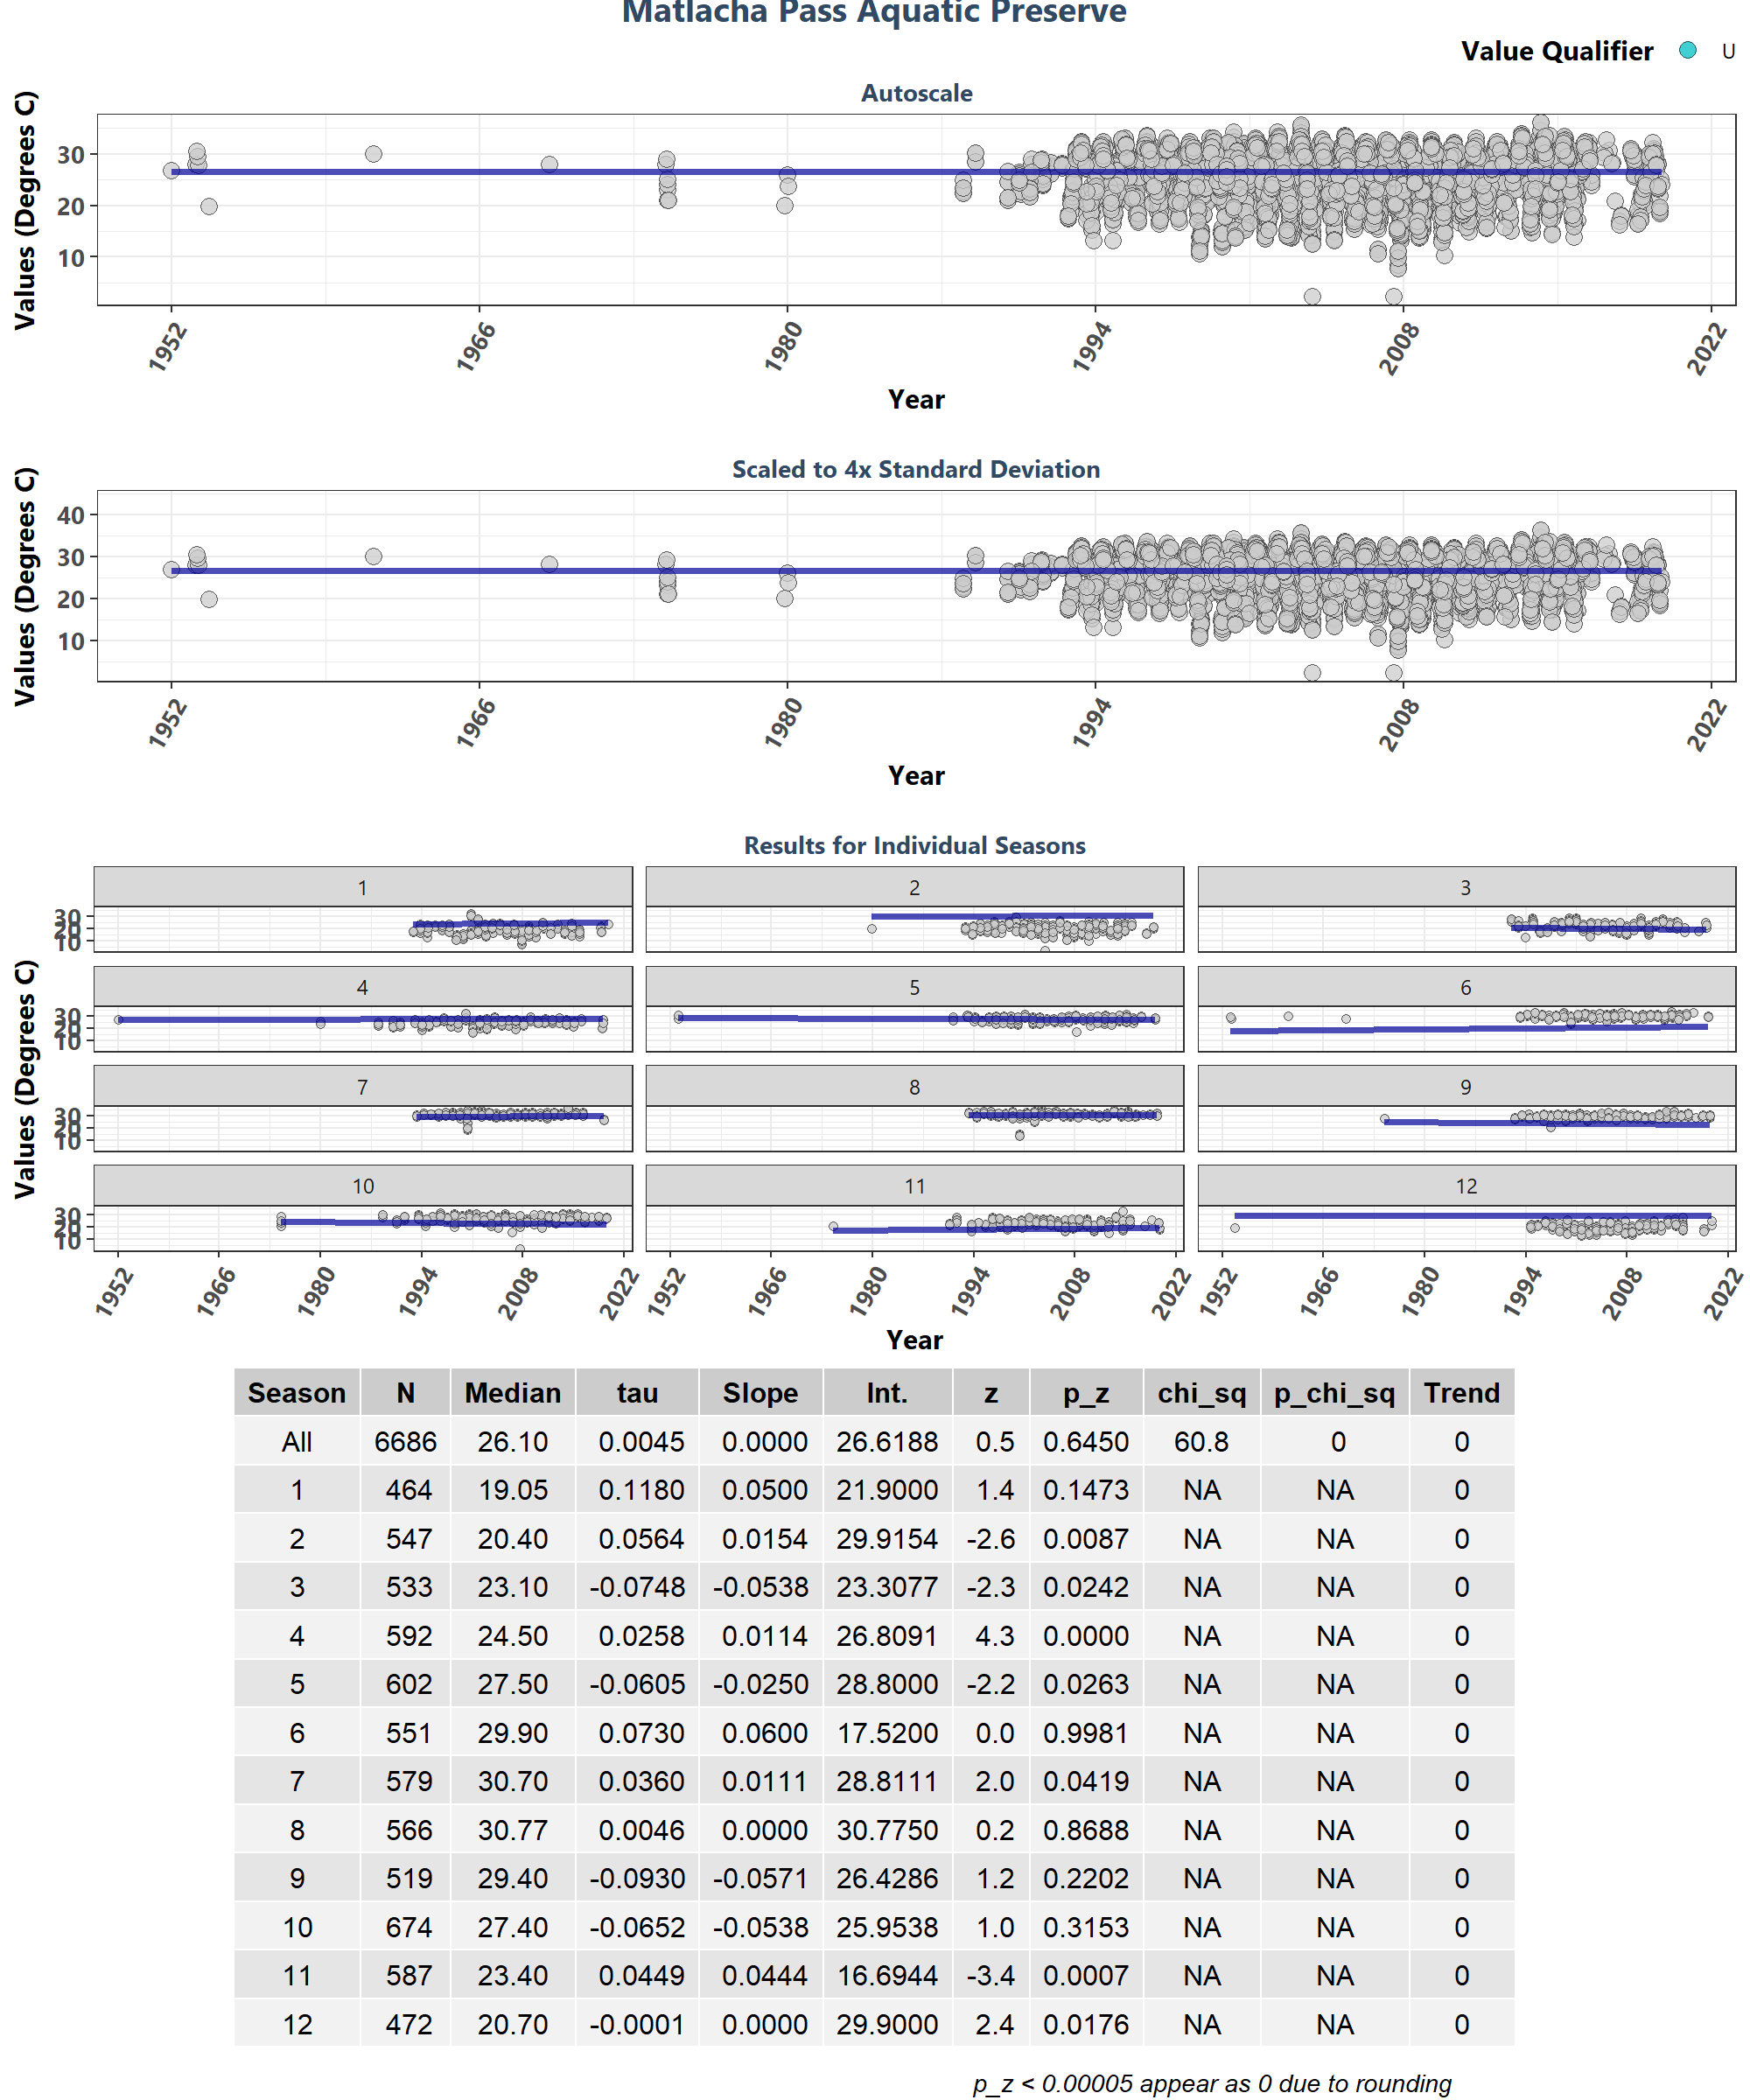 Matlacha Pass Aquatic Preserve
Value Qualifier U
Autoscale
Values (Degrees C)
30
20
10
1952 1966 1980 1994 2008 2022
Year
Scaled to 4x Standard Deviation
Values (Degrees C)
40
30
20
10
1952 1966 1980 1994 2008 2022
Year
Results for Individual Seasons
Values (Degrees C)
1 2 3
30
20
10
4 5 6
30
20
10
7 8 9
30
20
10
10 11 12
30
20
10
1952 1966 1980 1994 2008 2022 1952 1966 1980 1994 2008 2022 1952 1966 1980 1994 2008 2022
Year
Season N Median tau Slope Int. z p_z chi_sq p_chi_sq Trend
All 6686 26.10 0.0045 0.0000 26.6188 0.5 0.6450 60.8 0 0
1 464 19.05 0.1180 0.0500 21.9000 1.4 0.1473 NA NA 0
2 547 20.40 0.0564 0.0154 29.9154 -2.6 0.0087 NA NA 0
3 533 23.10 -0.0748 -0.0538 23.3077 -2.3 0.0242 NA NA 0
4 592 24.50 0.0258 0.0114 26.8091 4.3 0.0000 NA NA 0
5 602 27.50 -0.0605 -0.0250 28.8000 -2.2 0.0263 NA NA 0
6 551 29.90 0.0730 0.0600 17.5200 0.0 0.9981 NA NA 0
7 579 30.70 0.0360 0.0111 28.8111 2.0 0.0419 NA NA 0
8 566 30.77 0.0046 0.0000 30.7750 0.2 0.8688 NA NA 0
9 519 29.40 -0.0930 -0.0571 26.4286 1.2 0.2202 NA NA 0
10 674 27.40 -0.0652 -0.0538 25.9538 1.0 0.3153 NA NA 0
11 587 23.40 0.0449 0.0444 16.6944 -3.4 0.0007 NA NA 0
12 472 20.70 -0.0001 0.0000 29.9000 2.4 0.0176 NA NA 0
p_z < 0.00005 appear as 0 due to rounding